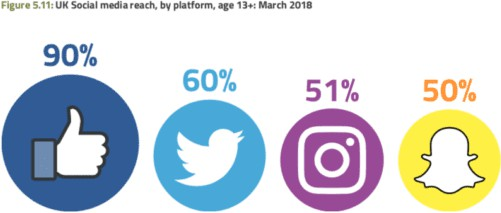 Figure 5.11: UK Social media reach, by platform, age 13+: March 2018
90%
60%
51%
50%